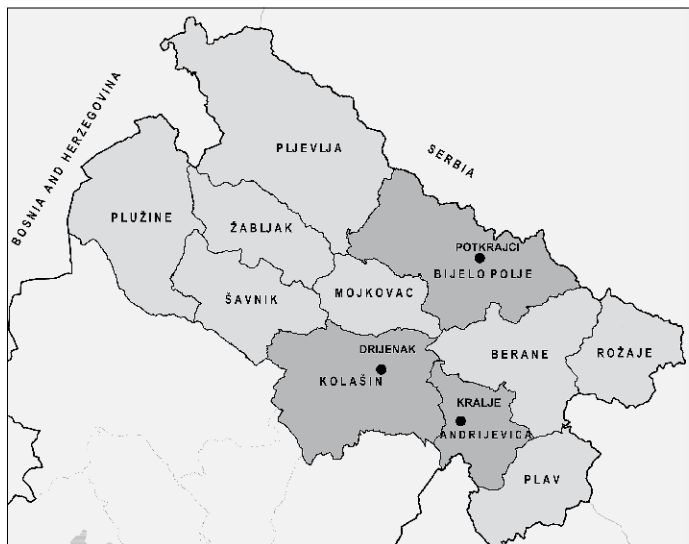 BOSNIA AND HERZEGOVINA
SERBIA
PLJEVLJA
PLUŽINE
ŽABLJAK
POTKRAJCI
BIJELO POLJE
ŠAVNIK
MOJKOVAC
DRIJENAK
BERANE
ROŽAJE
KOLAŠIN
KRALJE
ANDRIJEVICA
PLAV